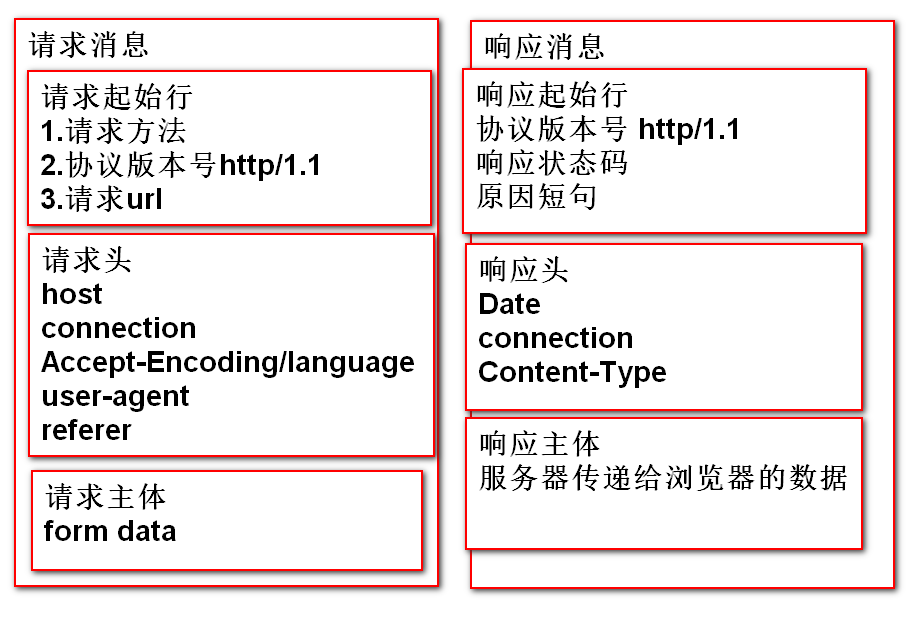 请求消息
请求起始行
1.请求方法
2.协议版本号http/1.1
3.请求url
请求头
host
connection
Accept-Encoding/language
user-agent
referer
请求主体
form data
响应消息
响应起始行
协议版本号 http/1.1
响应状态码
原因短句
响应头
Date
connection
Content-Type
响应主体
服务器传递给浏览器的数据